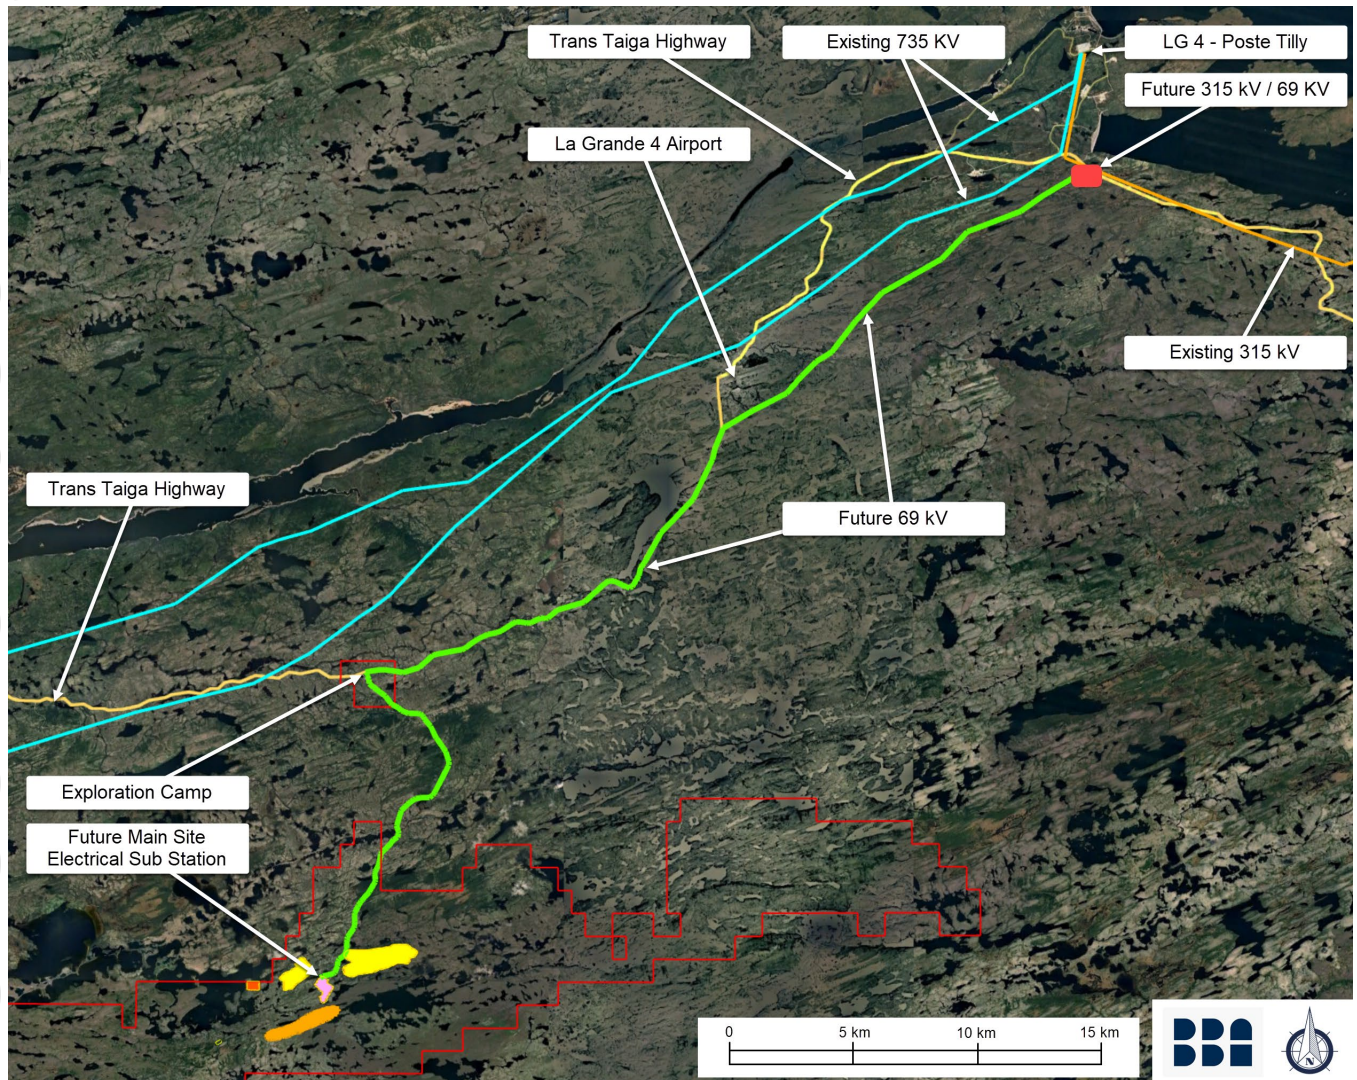 Trans Taiga Highway
Existing 735 KV
LG 4 - Poste Tilly
Future 315 kV / 69 KV
La Grande 4 Airport
Existing 315 kV
Trans Taiga Highway
Future 69 kV
Exploration Camp
Future Main Site
Electrical Sub Station
0
5 km
10 km
15 km
BBA
BBA
N